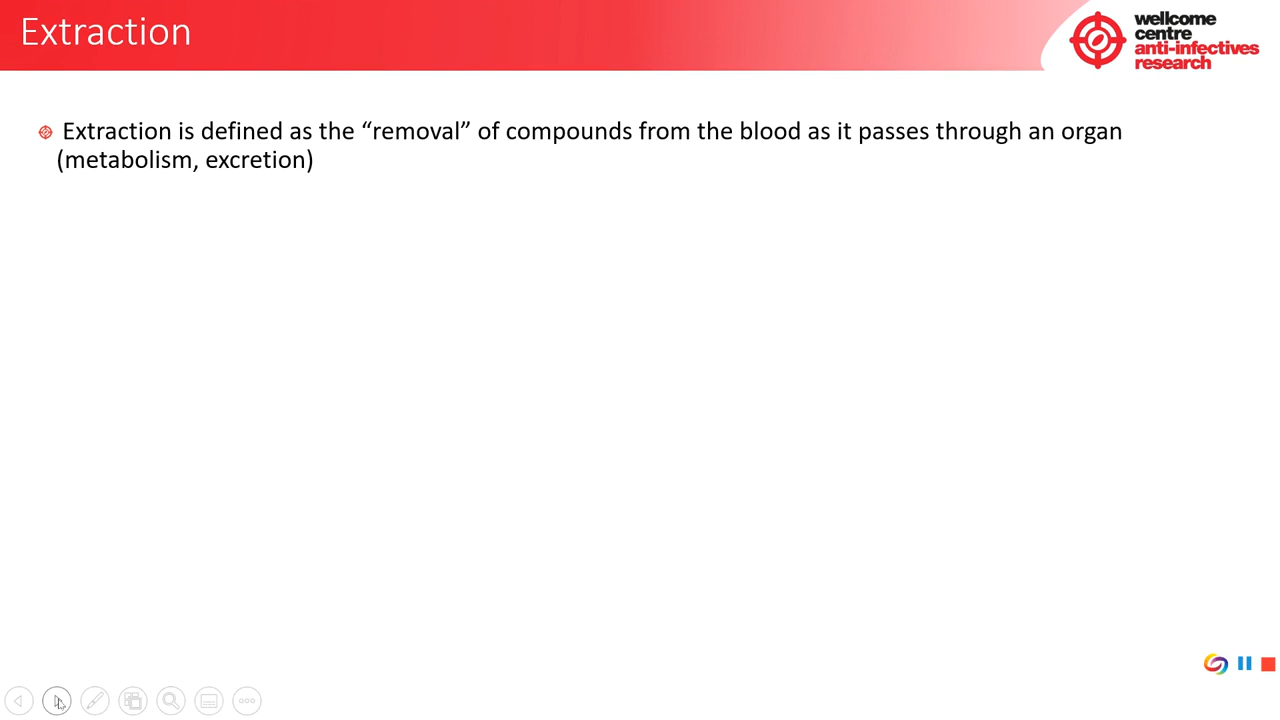 Extraction
wellcome
centre
anti-infectives
research
Extraction is defined as the “removal” of compounds from the blood as it passes through an organ
(metabolism, excretion)